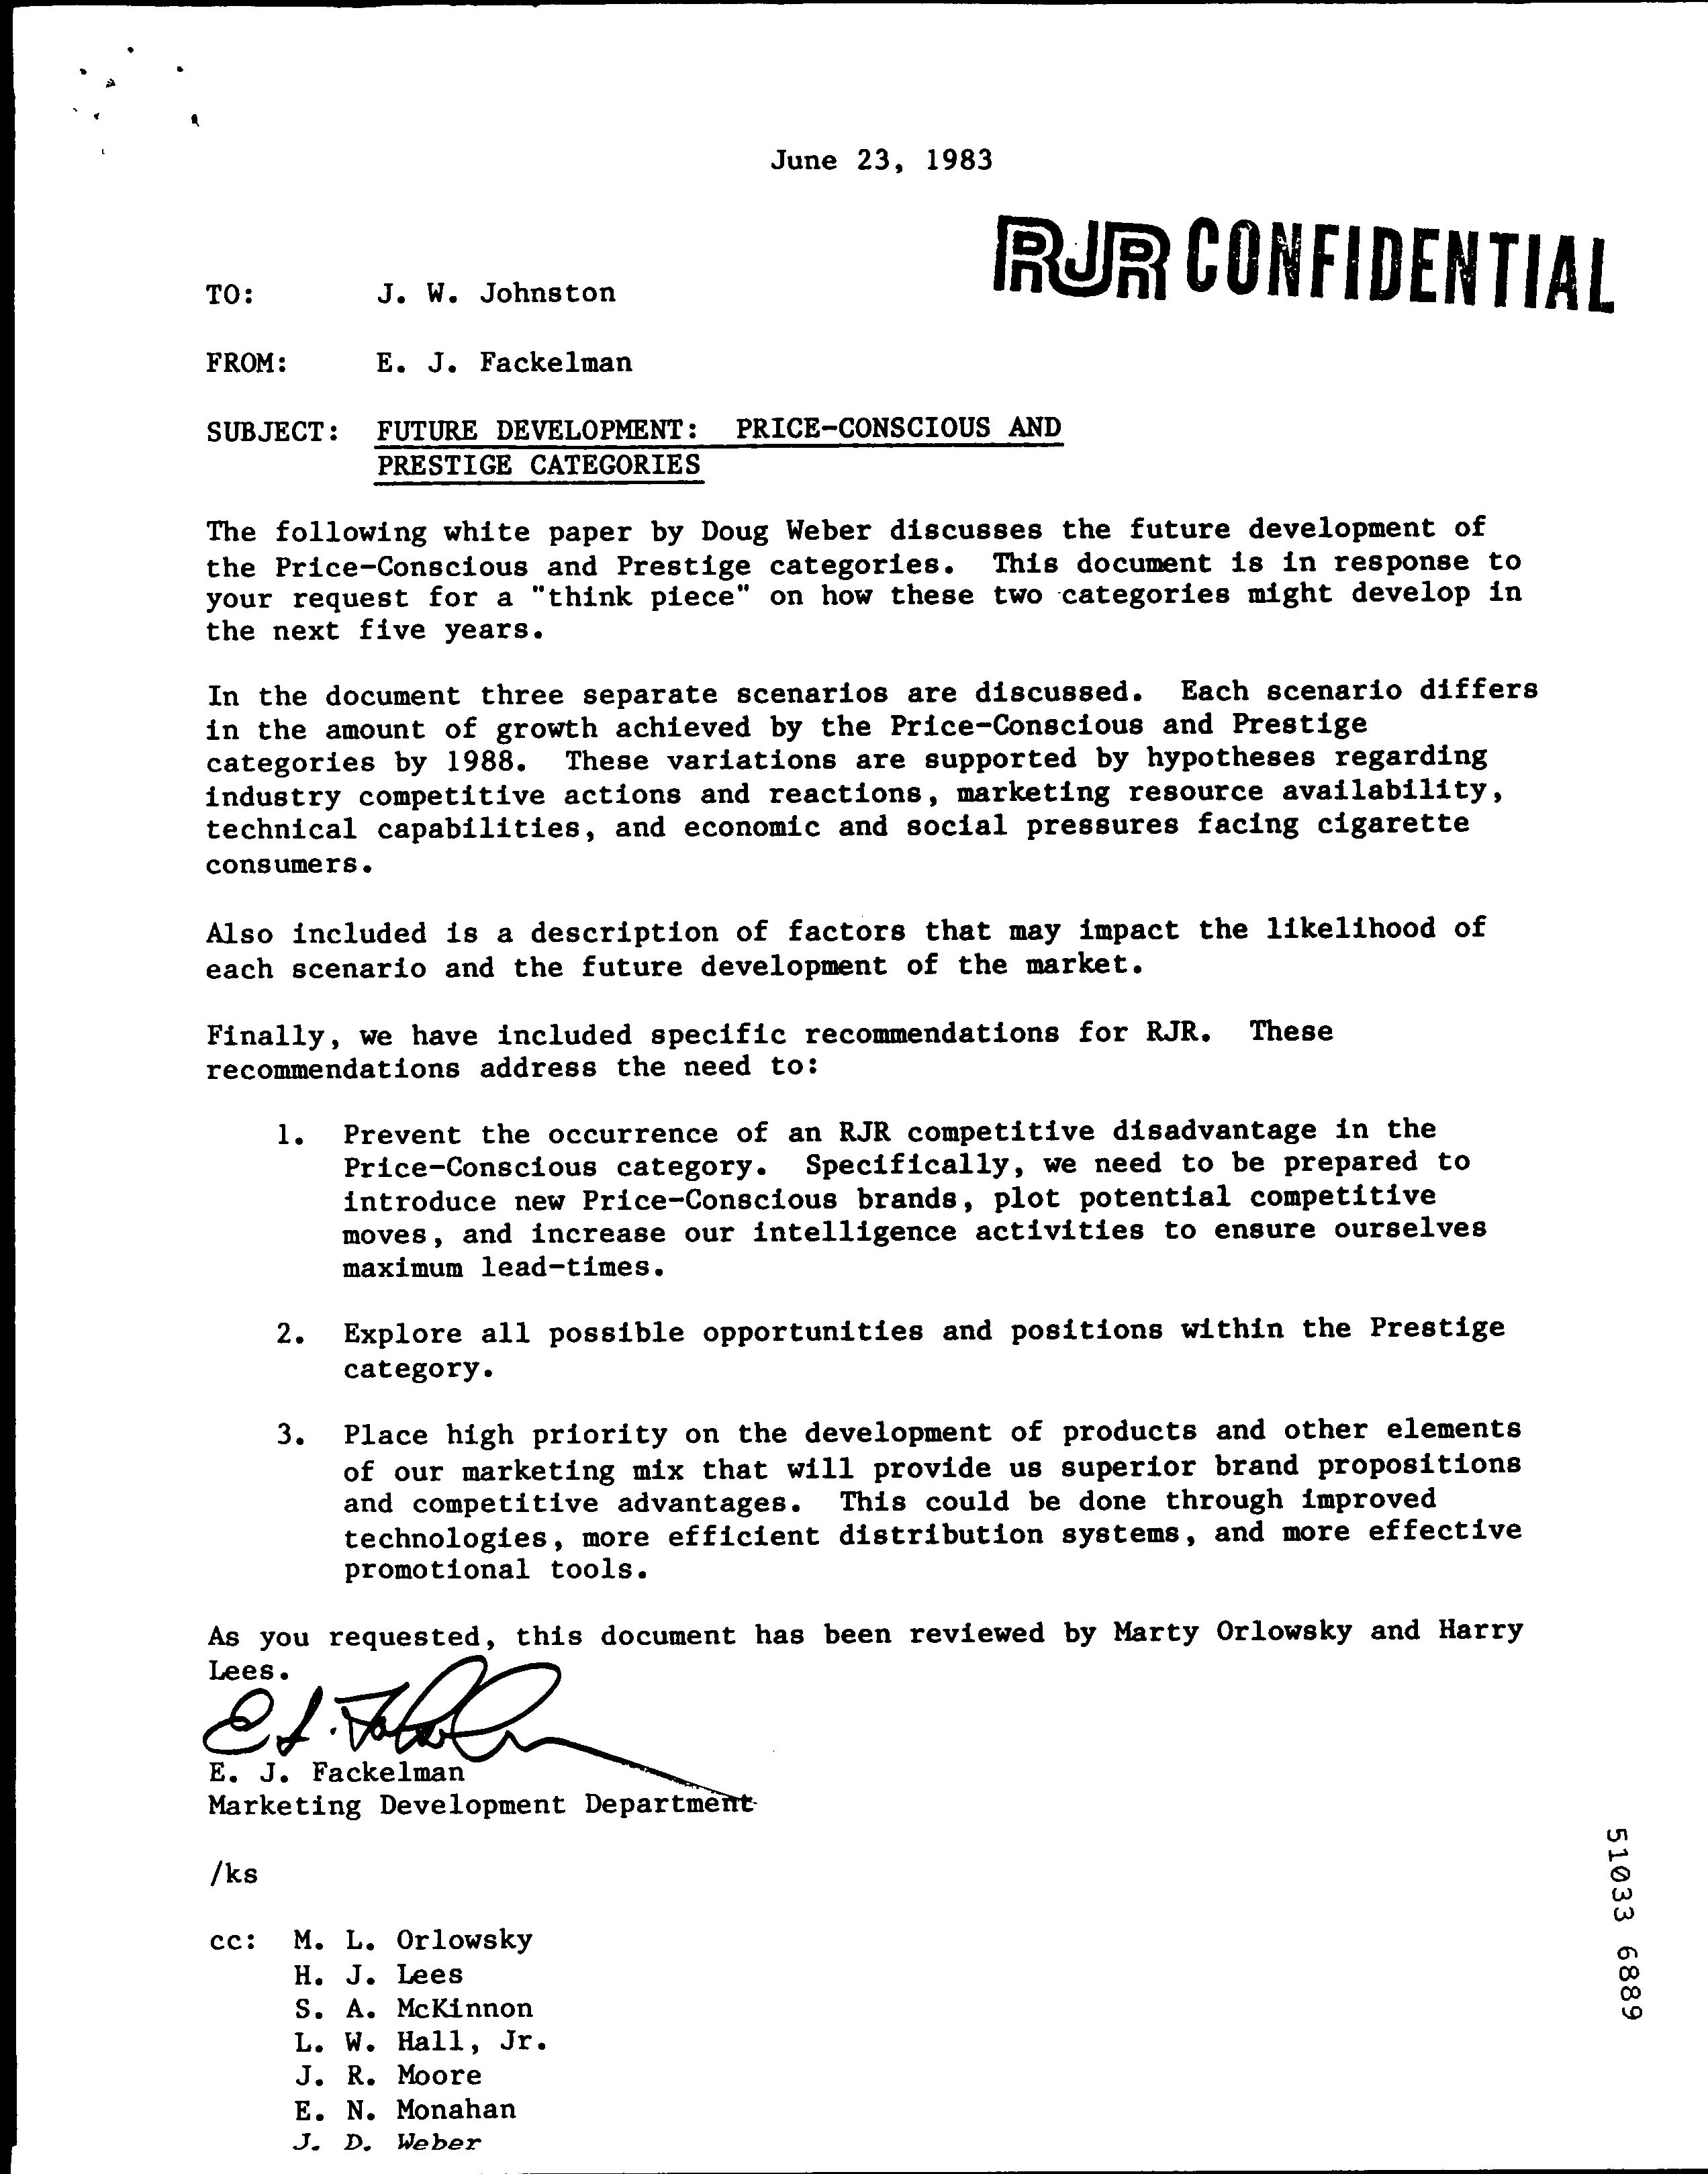 June 23, 1983
RJR CONFIDENTIAL
TO: J. W. Johnston
FROM: E. J. Fackelman
SUBJECT: FUTURE DEVELOPMENT: PRICE-CONSCIOUS AND
PRESTIGE CATEGORIES
The following white paper by Doug Weber discusses the future development of
the Price-Conscious and Prestige categories. This document is in response to
your request for a "think piece" on how these two categories might develop in
the next five years.
In the document three separate scenarios are discussed. Each scenario differs
in the amount of growth achieved by the Price-Conscious and Prestige
categories by 1988. These variations are supported by hypotheses regarding
industry competitive actions and reactions, marketing resource availability,
technical capabilities, and economic and social pressures facing cigarette
consumers.
Also included is a description of factors that may impact the likelihood of
each scenario and the future development of the market.
Finally, we have included specific recommendations for RJR. These
recommendations address the need to:
1. Prevent the occurrence of an RJR competitive disadvantage in the
Price-Conscious category. Specifically, we need to be prepared to
introduce new Price-Conscious brands, plot potential competitive
moves, and increase our intelligence activities to ensure ourselves
maximum lead-times.
2. Explore all possible opportunities and positions within the Prestige
category.
3. Place high priority on the development of products and other elements
of our marketing mix that will provide us superior brand propositions
and competitive advantages. This could be done through improved
technologies, more efficient distribution systems, and more effective
promotional tools.
As you requested, this document has been reviewed by Marty Orlowsky and Harry
Lees.
E. J. Fackelman
Marketing Development Department
/ks
cc: M. L. Orlowsky
H. J. Lees
S. A. McKinnon
L. W. Hall, Jr.
J. R. Moore
E. N. Monahan
J. D. Weber
51033 6889